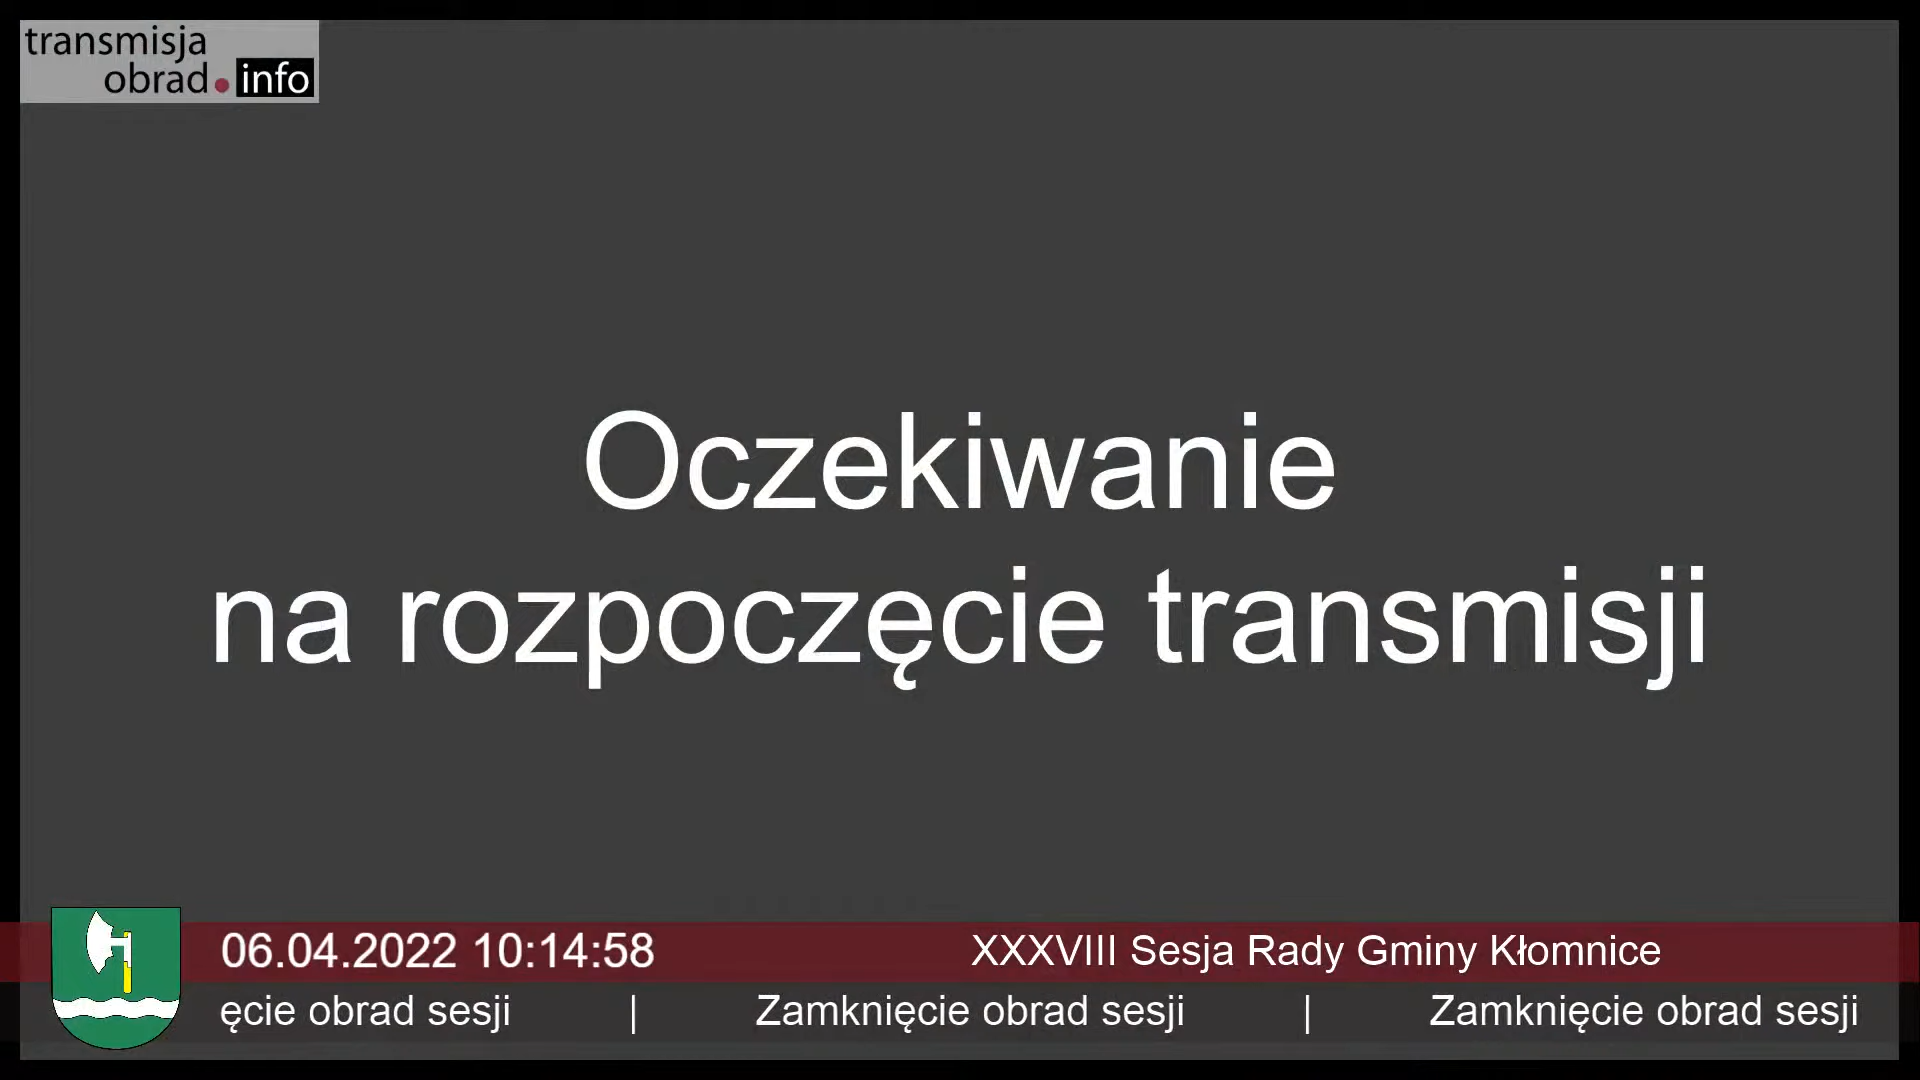 transmisja
obrad.info
Oczekiwanie
na rozpoczęcie transmisji
06.04.2022 10:14:58
XXXVIII Sesja Rady Gminy Kłomnice
ęcie obrad sesji | Zamknięcie obrad sesji | Zamknięcie obrad sesji